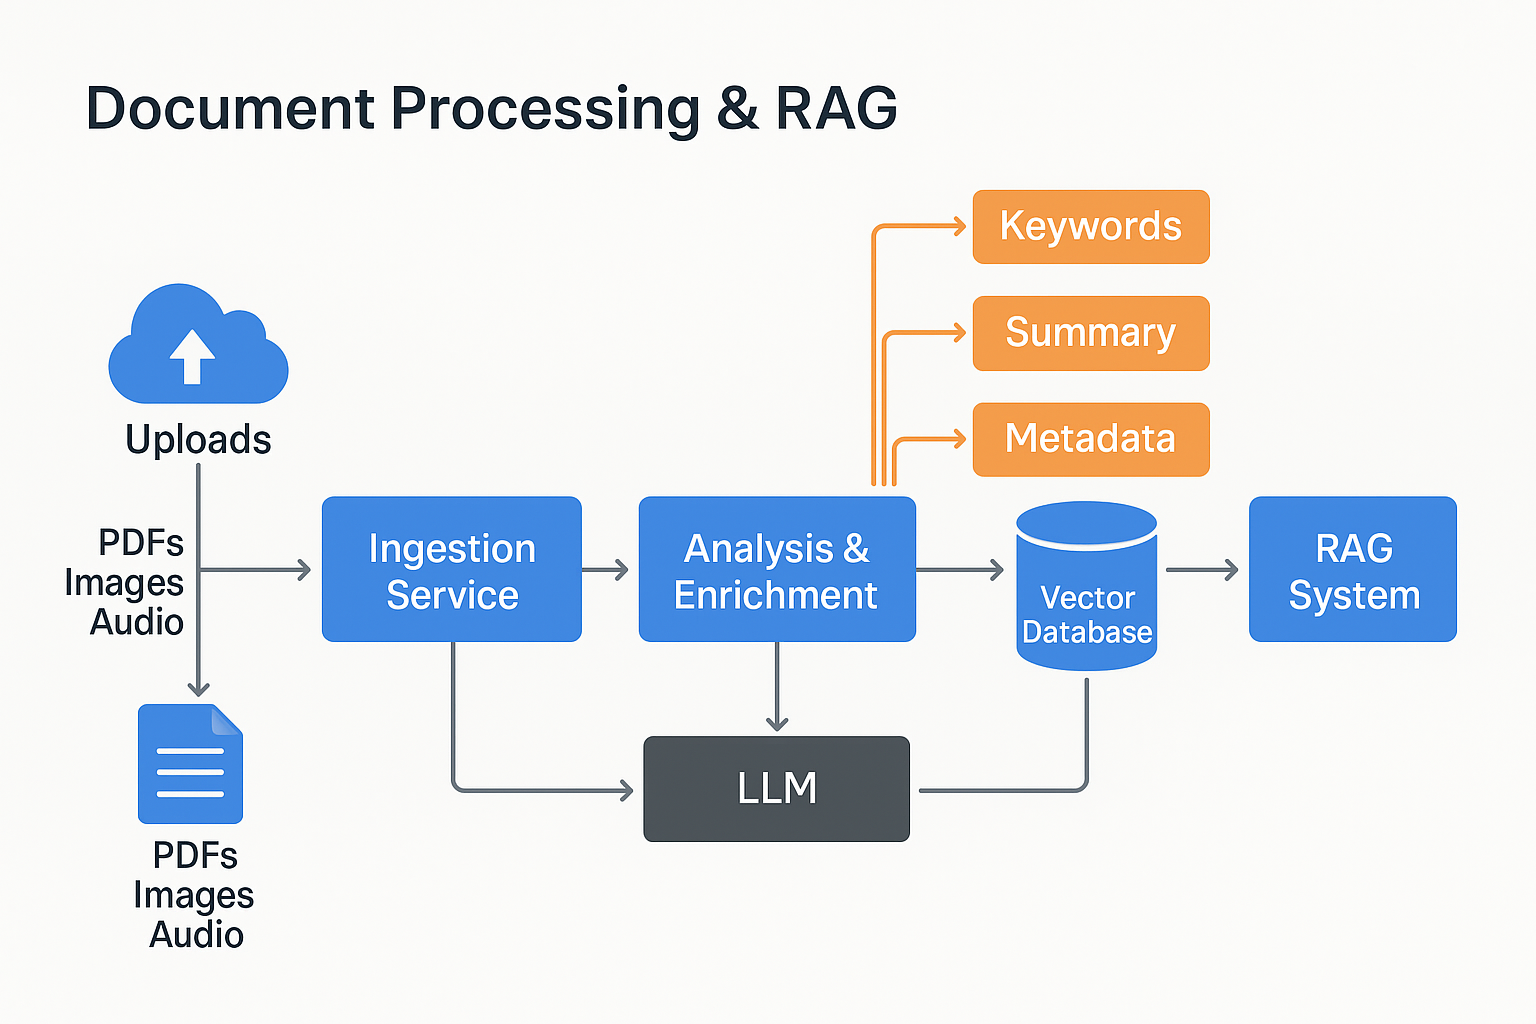 Document Processing & RAG
Keywords
Summary
Metadata
Uploads
PDFs
Images
Audio
Ingestion
Service
Analysis &
Enrichment
Vector
Database
RAG
System
LLM
PDFs
Images
Audio